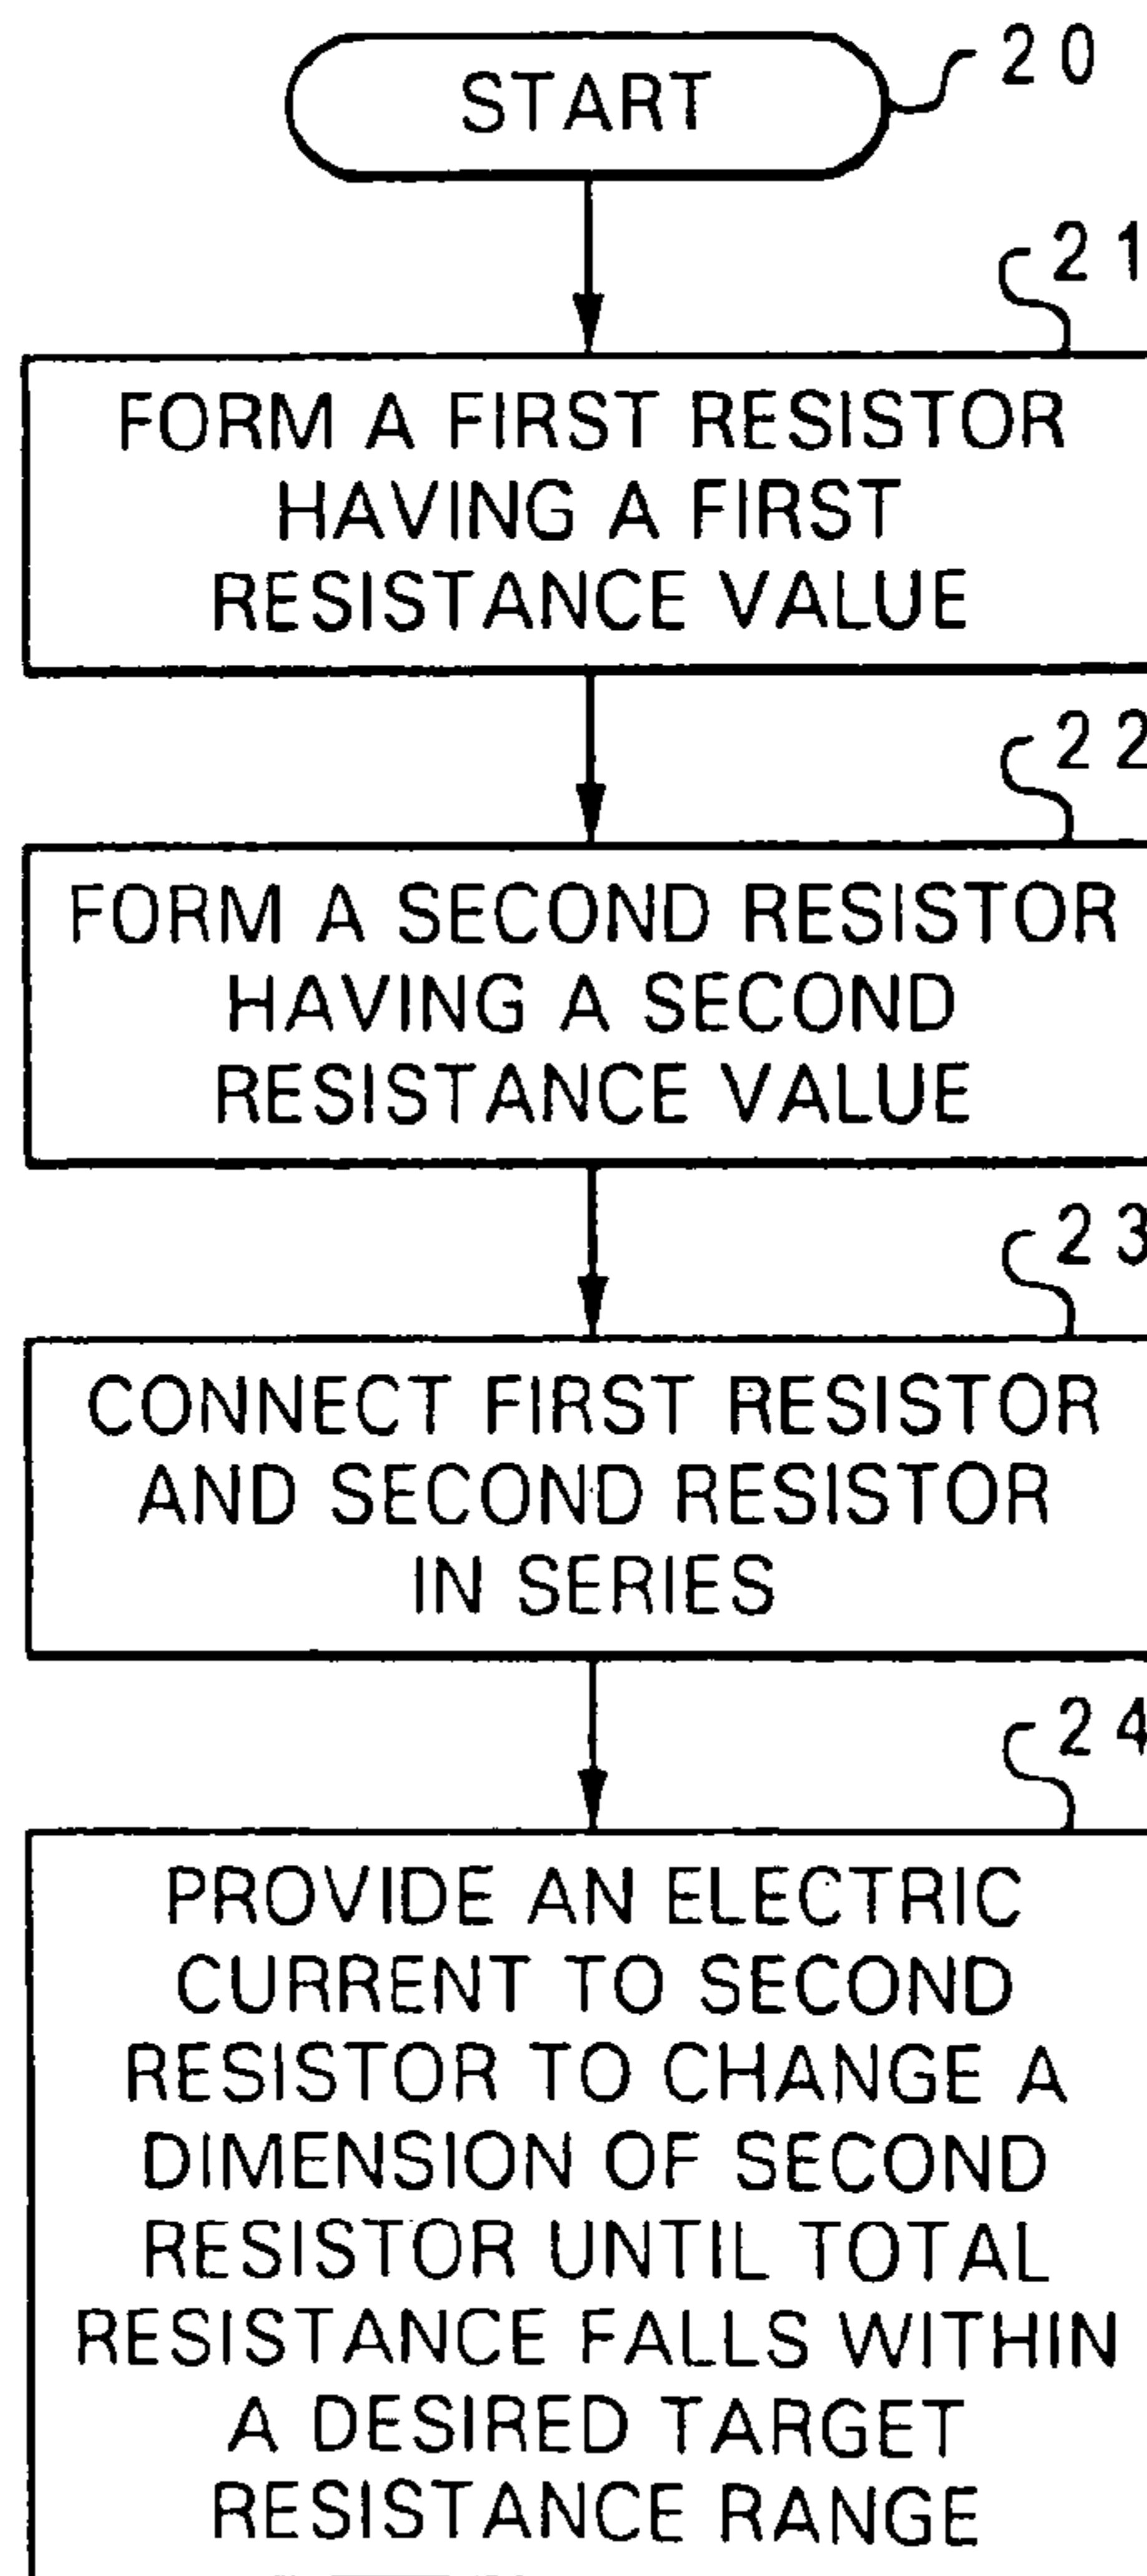 START
20
21
FORM A FIRST RESISTOR
HAVING A FIRST
RESISTANCE VALUE
22
FORM A SECOND RESISTOR
HAVING A SECOND
RESISTANCE VALUE
23
CONNECT FIRST RESISTOR
AND SECOND RESISTOR
IN SERIES
24
PROVIDE AN ELECTRIC
CURRENT TO SECOND
RESISTOR TO CHANGE A
DIMENSION OF SECOND
RESISTOR UNTIL TOTAL
RESISTANCE FALLS WITHIN
A DESIRED TARGET
RESISTANCE RANGE